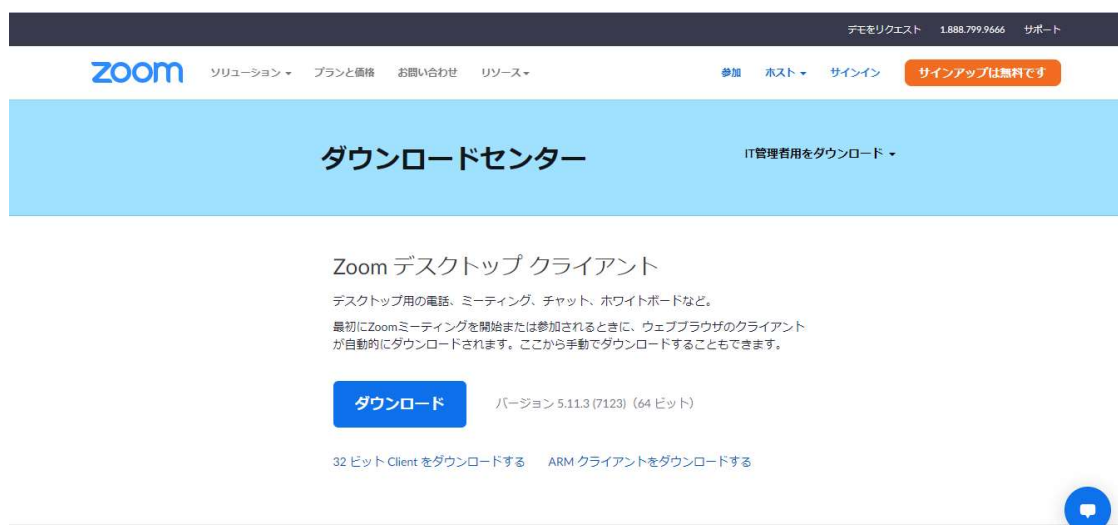 デモをリクエスト 1.888.799.9666 サポート
zoom ソリューション プランと価格 お問い合わせ リソース 参加 ホスト サインイン サインアップは無料です
ダウンロードセンター IT管理者用をダウンロード
Zoom デスクトップ クライアント
デスクトップ用の電話、ミーティング、チャット、ホワイトボードなど。
最初にZoomミーティングを開始または参加されるときに、ウェブブラウザのクライアント
が自動的にダウンロードされます。ここから手動でダウンロードすることもできます。
ダウンロード バージョン 5.11.3 (7123)（64 ビット）
32 ビット Client をダウンロードする ARM クライアントをダウンロードする